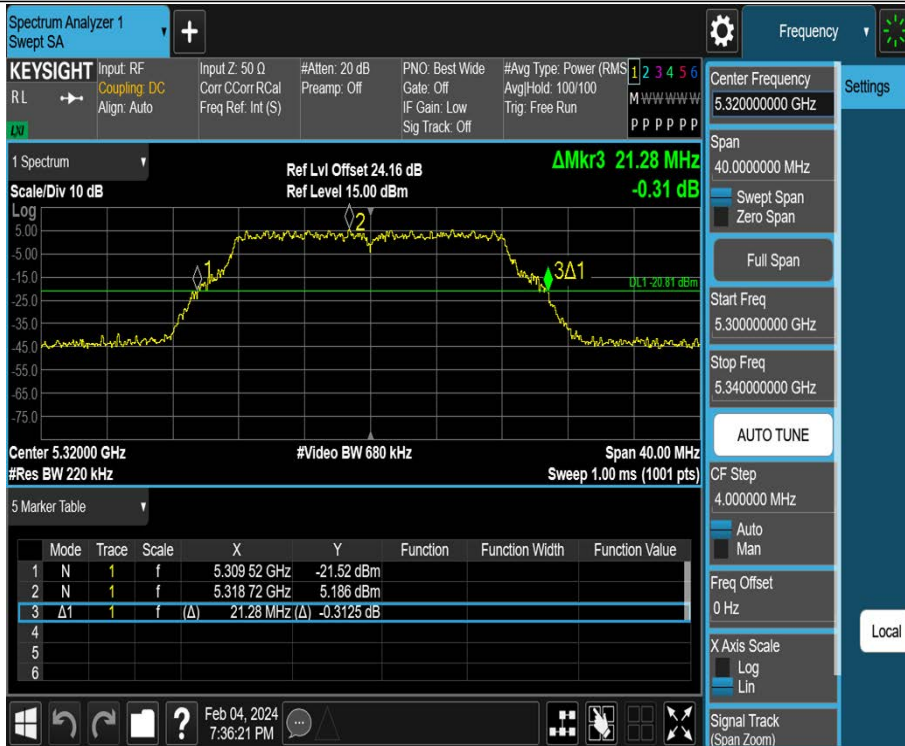 Spectrum Analyzer 1
Swept SA
Frequency
KEYSIGHT
Input: RF
Input Z: 50 Ω
#Atten: 20 dB
PNO: Best Wide
#Avg Type: Power (RMS
1 2 3 4 5 6
R L
Coupling: DC
Corr CCorr RCal
Preamp: Off
Gate: Off
Avg|Hold: 100/100
M W W W W W
Align: Auto
Freq Ref: Int (S)
IF Gain: Low
Trig: Free Run
LXI
Sig Track: Off
P P P P P P
1 Spectrum
Ref Lvl Offset 24.16 dB
ΔMkr3 21.28 MHz
Scale/Div 10 dB
Ref Level 15.00 dBm
-0.31 dB
Log
5.00
-5.00
-15.0
-25.0
-35.0
-45.0
-55.0
-65.0
-75.0
2
1
3Δ1
DL1 -20.81 dBm
Center 5.32000 GHz
#Video BW 680 kHz
Span 40.00 MHz
#Res BW 220 kHz
Sweep 1.00 ms (1001 pts)
5 Marker Table
Mode Trace Scale X Y Function Function Width Function Value
1 N 1 f 5.309 52 GHz -21.52 dBm
2 N 1 f 5.318 72 GHz 5.186 dBm
3 Δ1 1 f (Δ) 21.28 MHz (Δ) -0.3125 dB
4
5
6
Feb 04, 2024
7:36:21 PM
Center Frequency
5.320000000 GHz
Settings
Span
40.0000000 MHz
Swept Span
Zero Span
Full Span
Start Freq
5.300000000 GHz
Stop Freq
5.340000000 GHz
AUTO TUNE
CF Step
4.000000 MHz
Auto
Man
Freq Offset
0 Hz
Local
X Axis Scale
Log
Lin
Signal Track
(Span Zoom)